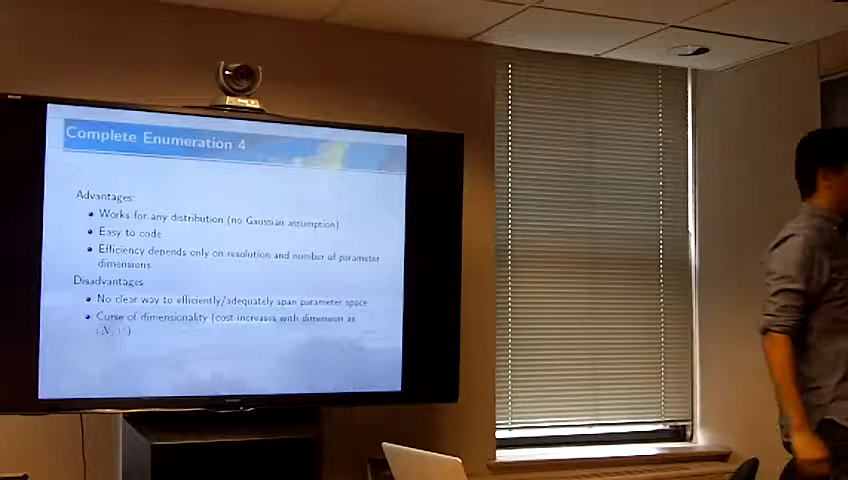 Complete Enumeration 4
Advantages:
Works for any distribution (no Gaussian assumption)
Easy to code
Efficiency depends only on resolution and number of parameter
dimensions
Disadvantages
No clear way to efficiently/adequately span parameter space
Curse of dimensionality (cost increases with dimension as